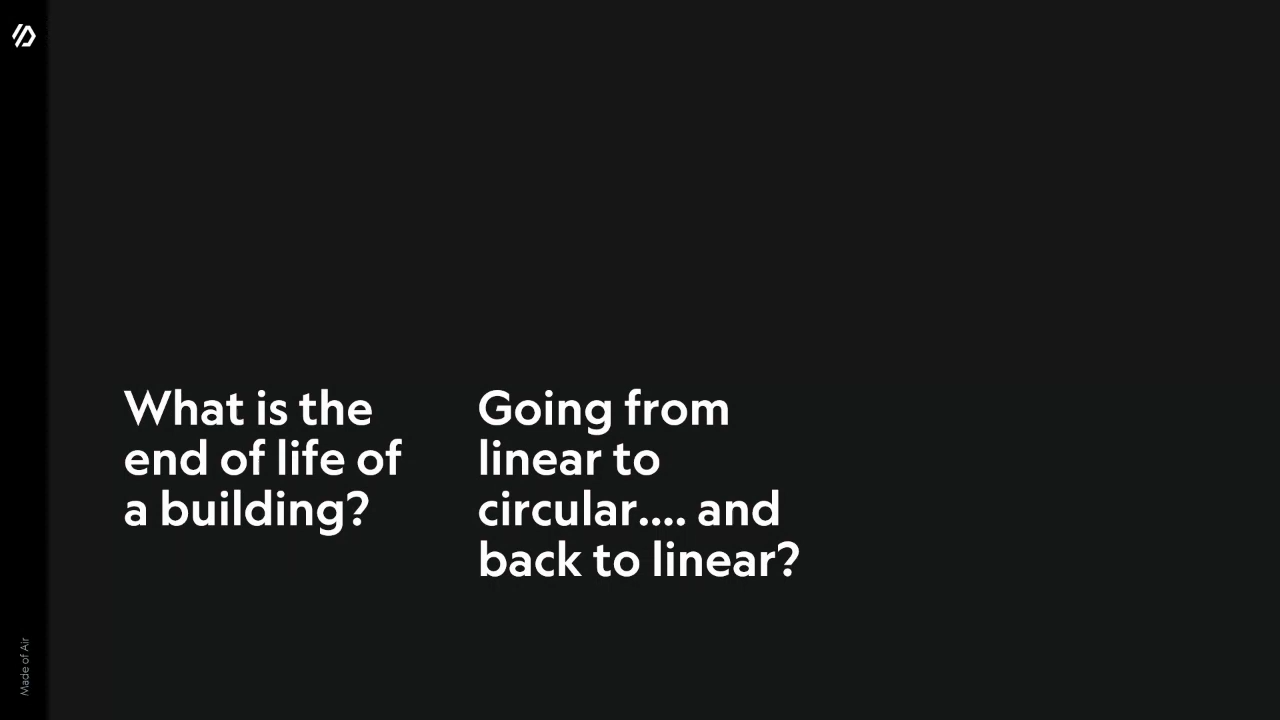 What is the
end of life of
a building?
Going from
linear to
circular.... and
back to linear?
Made of Air